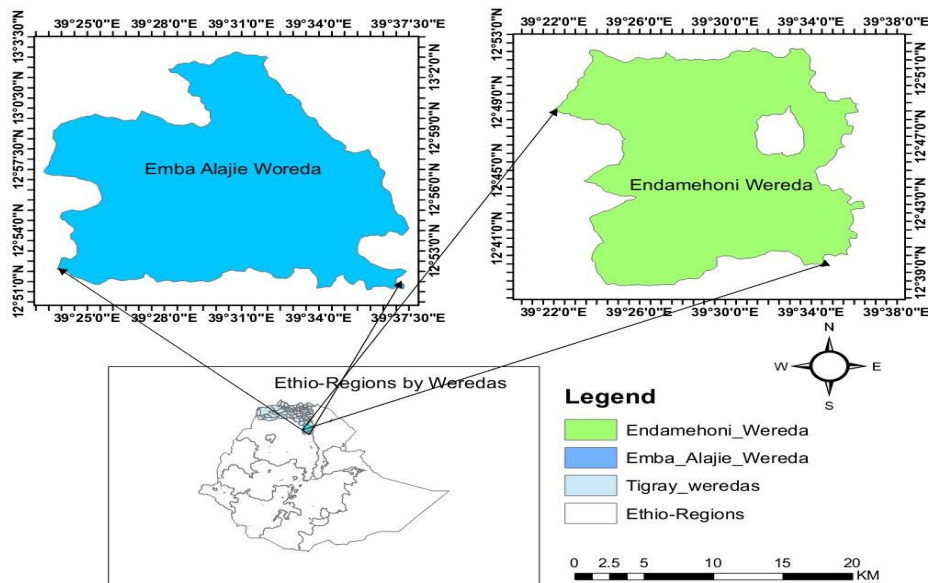 39°25'0"E 39°28'0"E 39°31'0"E 39°34'0"E 39°37'30"E
13°3'30"N
13°0'30"N
12°57'30"N
12°54'0"N
12°51'0"N
Emba Alajie Woreda
13°2'0"N
12°59'0"N
12°56'0"N
12°53'0"N
39°25'0"E 39°28'0"E 39°31'0"E 39°34'0"E 39°37'30"E
39°22'0"E 39°26'0"E 39°30'0"E 39°34'0"E 39°38'0"E
12°53'0"N
12°49'0"N
12°45'0"N
12°41'0"N
Endamehoni Wereda
12°51'0"N
12°47'0"N
12°43'0"N
12°39'0"N
39°22'0"E 39°26'0"E 39°30'0"E 39°34'0"E 39°38'0"E
N
W E
S
Ethio-Regions by Weredas
Legend
Endamehoni_Wereda
Emba_Alajie_Wereda
Tigray_weredas
Ethio-Regions
0 2.5 5 10 15 20
KM